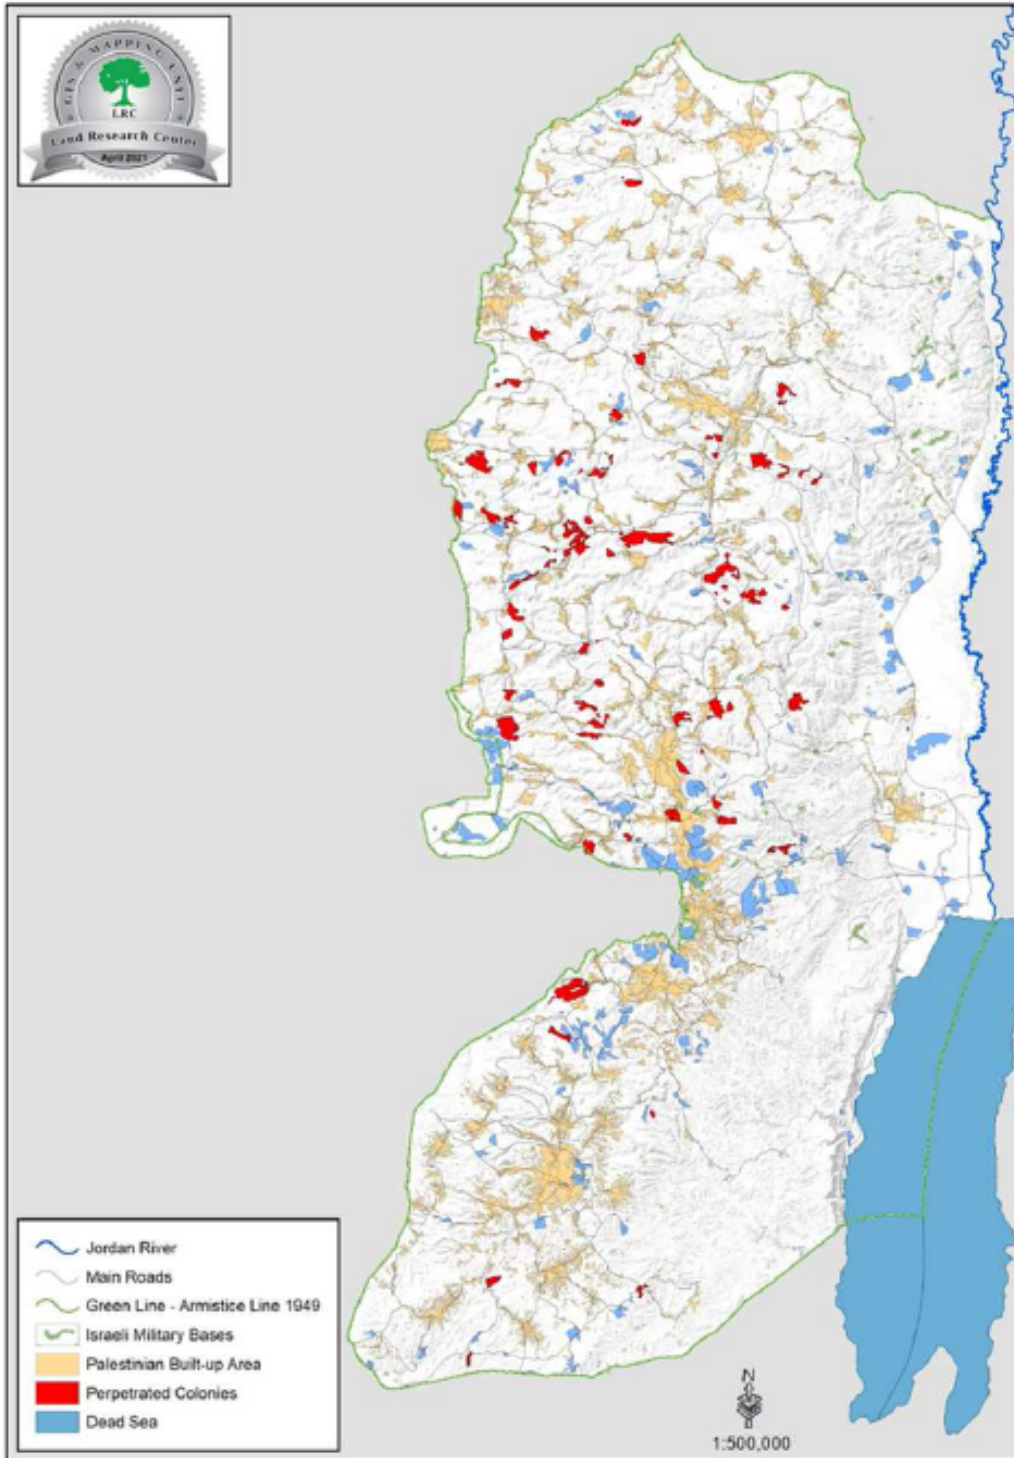 GIS & MAPPING UNIT
LRC
Land Research Center
April 2021
Jordan River
Main Roads
Green Line - Armistice Line 1949
Israeli Military Bases
Palestinian Built-up Area
Perpetrated Colonies
Dead Sea
N
1:500,000